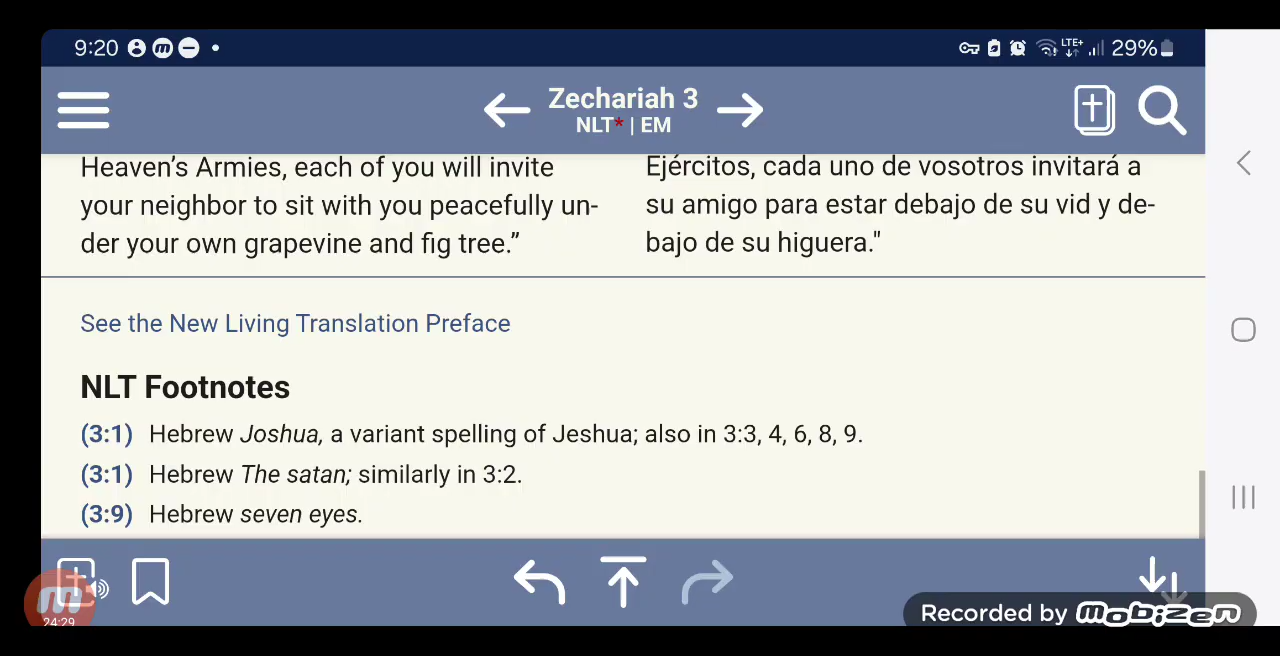 9:20
LTE+
29%
Zechariah 3
NLT* | EM
Heaven’s Armies, each of you will invite
your neighbor to sit with you peacefully un-
der your own grapevine and fig tree.”
Ejércitos, cada uno de vosotros invitará a
su amigo para estar debajo de su vid y de-
bajo de su higuera."
See the New Living Translation Preface
NLT Footnotes
(3:1) Hebrew Joshua, a variant spelling of Jeshua; also in 3:3, 4, 6, 8, 9.
(3:1) Hebrew The satan; similarly in 3:2.
(3:9) Hebrew seven eyes.
24:29
Recorded by Mobizen